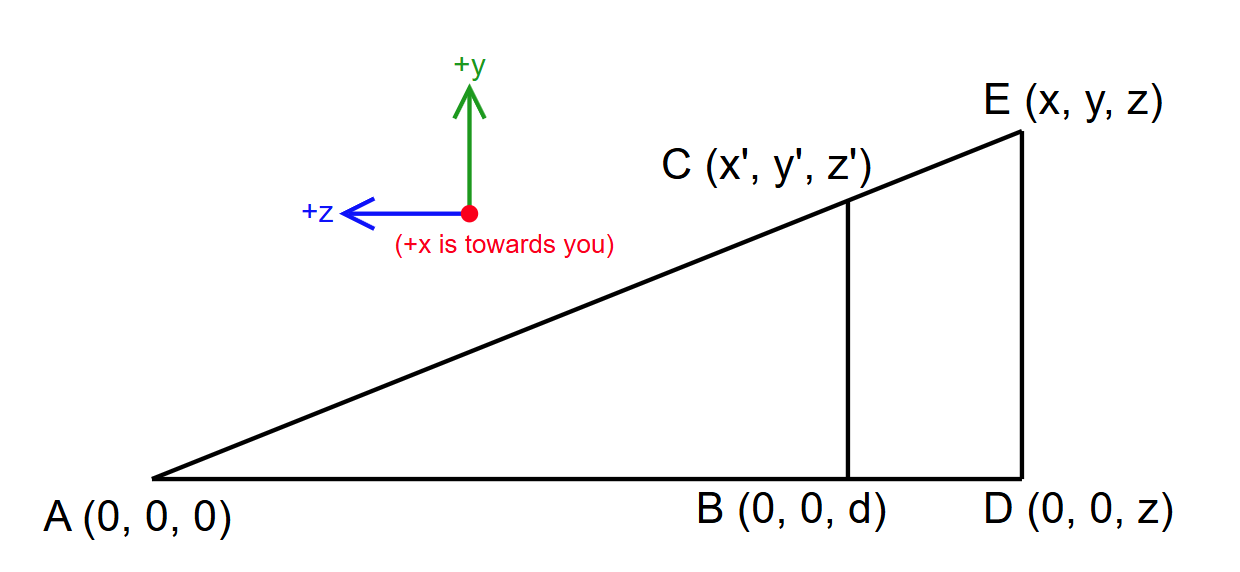 +y
E (x, y, z)
C (x', y', z')
+z
(+x is towards you)
A (0, 0, 0)
B (0, 0, d)
D (0, 0, z)